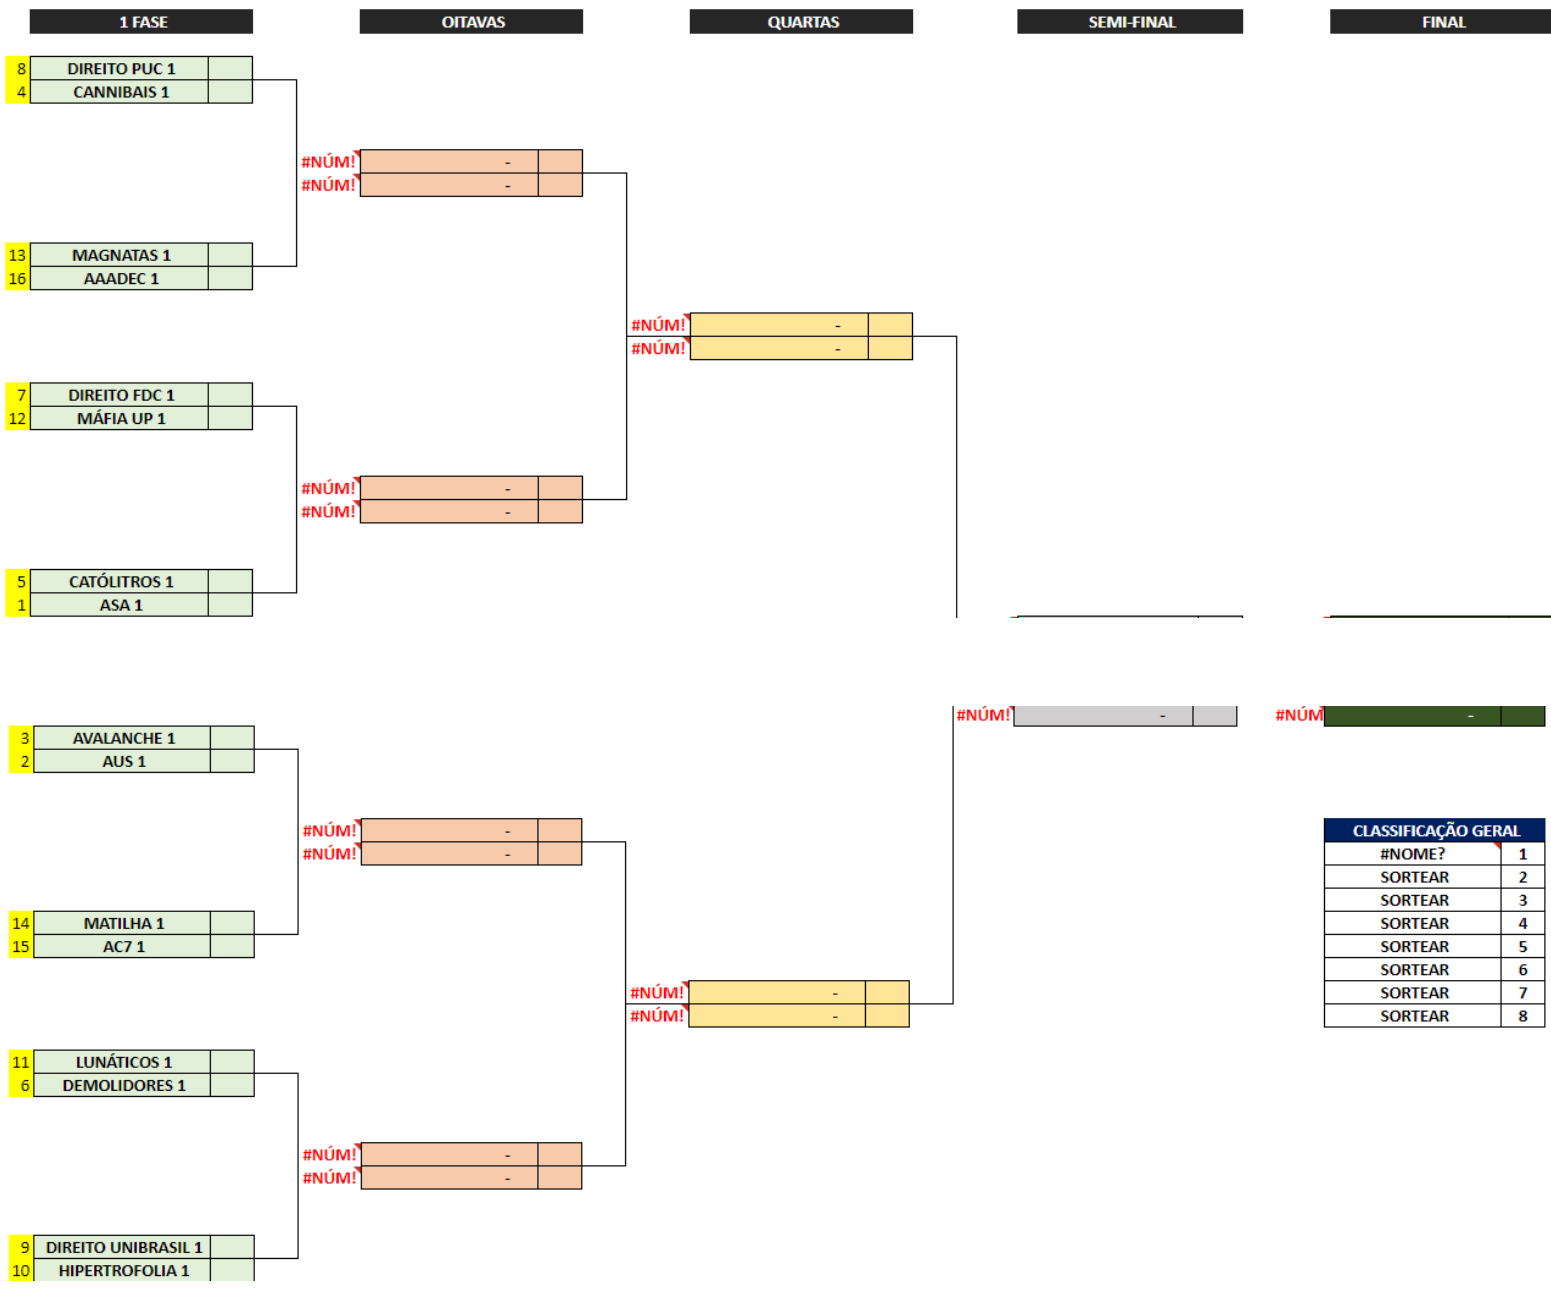 1 FASE OITAVAS QUARTAS SEMI-FINAL FINAL
8 DIREITO PUC 1
4 CANNIBAIS 1
#NÚM! -
#NÚM! -
13 MAGNATAS 1
16 AAADEC 1
#NÚM! -
#NÚM! -
7 DIREITO FDC 1
12 MÁFIA UP 1
#NÚM! -
#NÚM! -
5 CATÓLITROS 1
1 ASA 1
#NÚM! - #NÚM -
3 AVALANCHE 1
2 AUS 1
#NÚM! -
#NÚM! -
CLASSIFICAÇÃO GERAL
#NOME? 1
SORTEAR 2
SORTEAR 3
SORTEAR 4
SORTEAR 5
SORTEAR 6
SORTEAR 7
SORTEAR 8
14 MATILHA 1
15 AC7 1
#NÚM! -
#NÚM! -
11 LUNÁTICOS 1
6 DEMOLIDORES 1
#NÚM! -
#NÚM! -
9 DIREITO UNIBRASIL 1
10 HIPERTROFOLIA 1